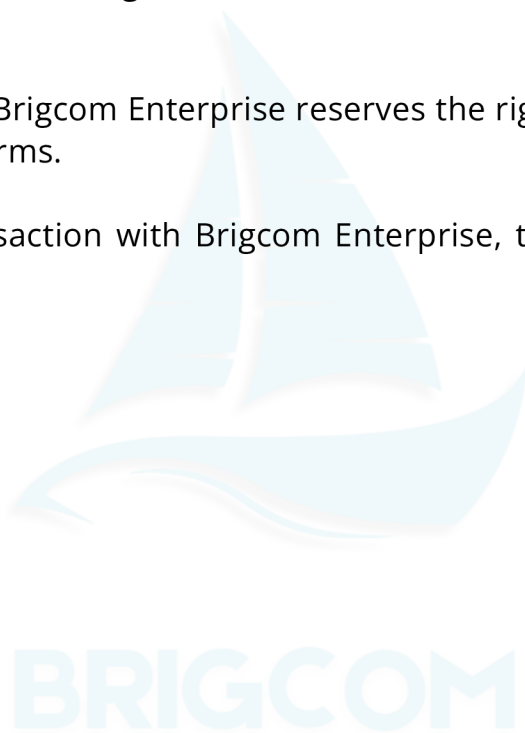 Brigcom Enterprise reserves the rig
rms.
saction with Brigcom Enterprise, t
BRIGCOM